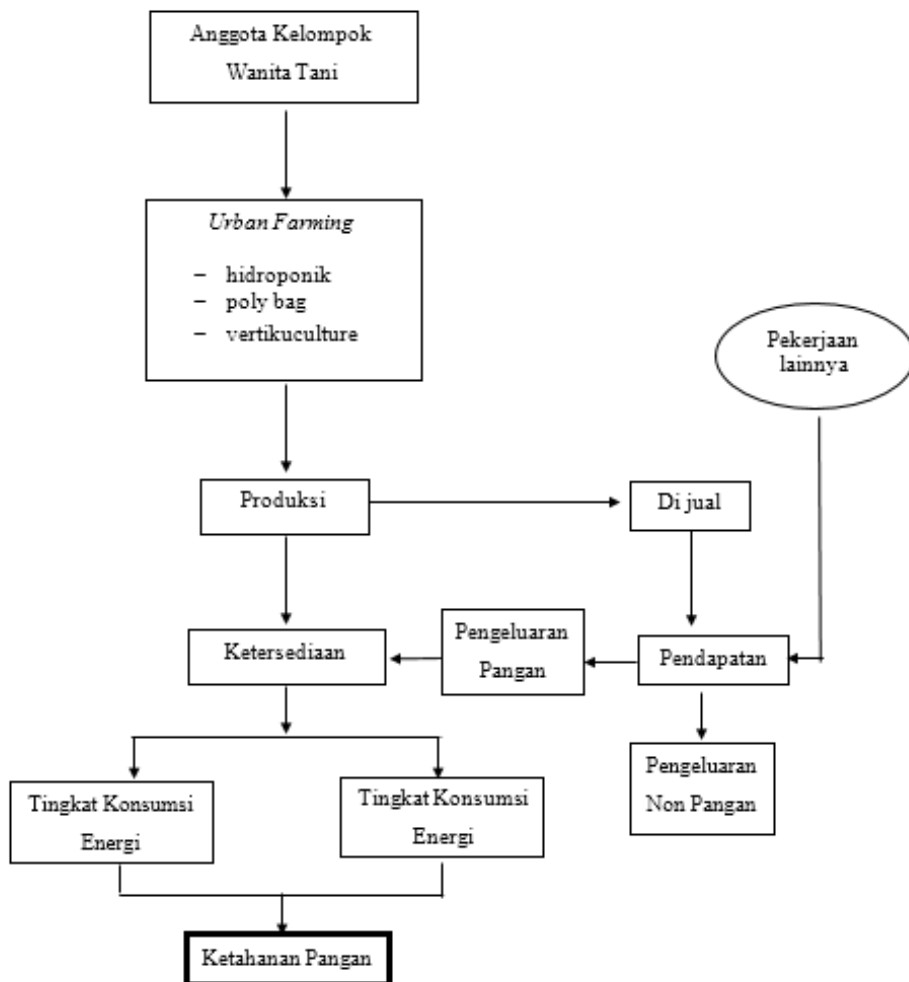 Anggota Kelompok
Wanita Tani
Urban Farming
– hidroponik
– poly bag
– vertikuculture
Pekerjaan
lainnya
Produksi
Di jual
Ketersediaan
Pengeluaran
Pangan
Pendapatan
Pengeluaran
Non Pangan
Tingkat Konsumsi
Energi
Tingkat Konsumsi
Energi
Ketahanan Pangan